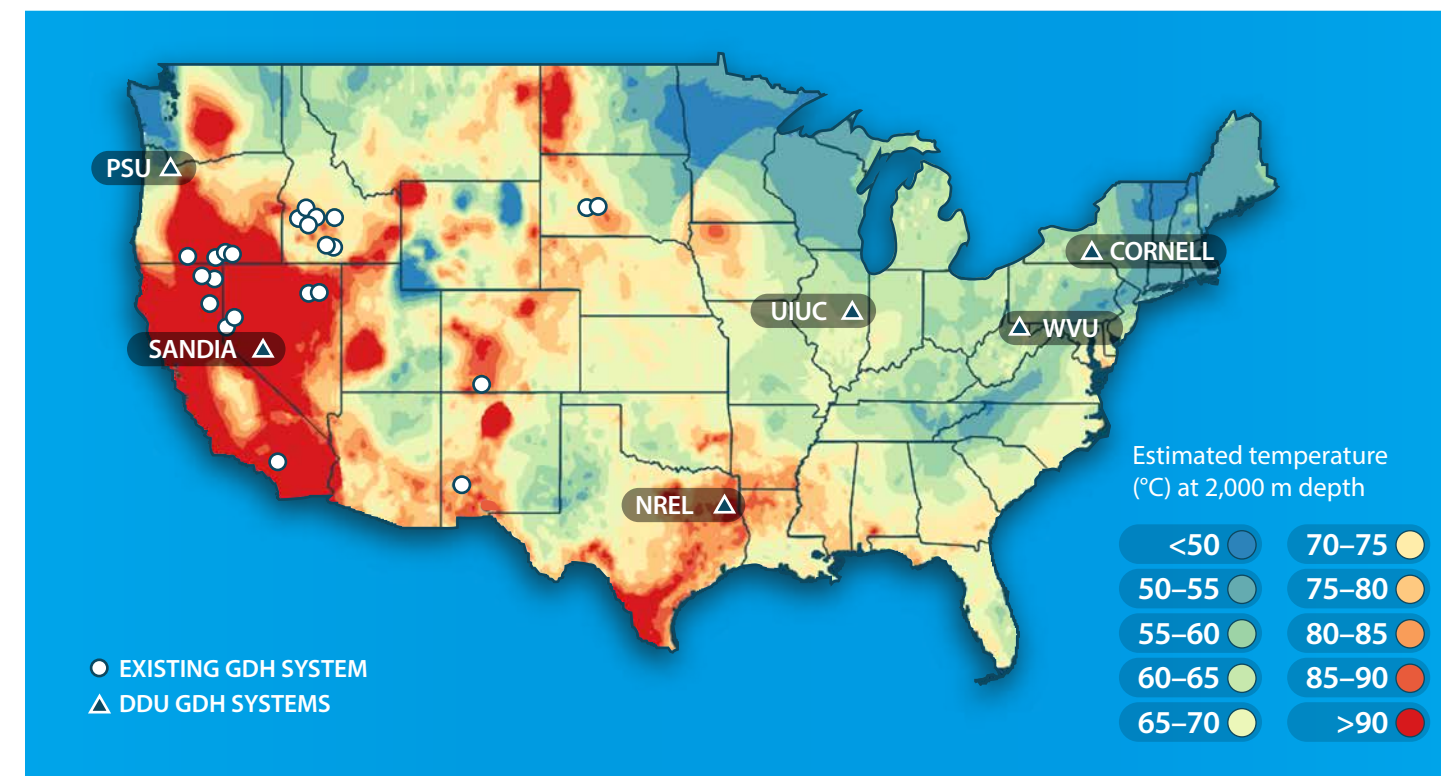 PSU
CORNELL
UIUC
WVU
SANDIA
NREL
Estimated temperature
(°C) at 2,000 m depth
<50
70–75
50–55
75–80
55–60
80–85
60–65
85–90
65–70
>90
EXISTING GDH SYSTEM
DDU GDH SYSTEMS